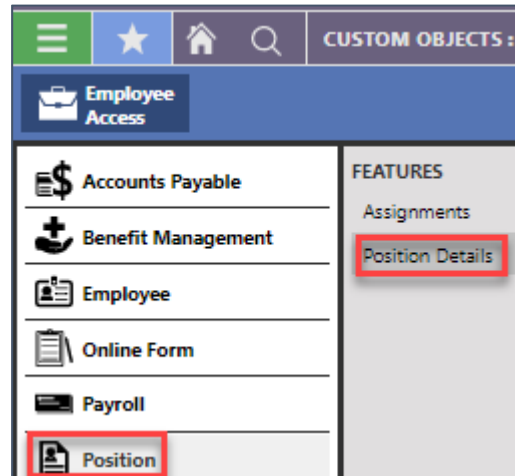 CUSTOM OBJECTS :
Employee
Access
Accounts Payable
Benefit Management
Employee
Online Form
Payroll
Position
FEATURES
Assignments
Position Details